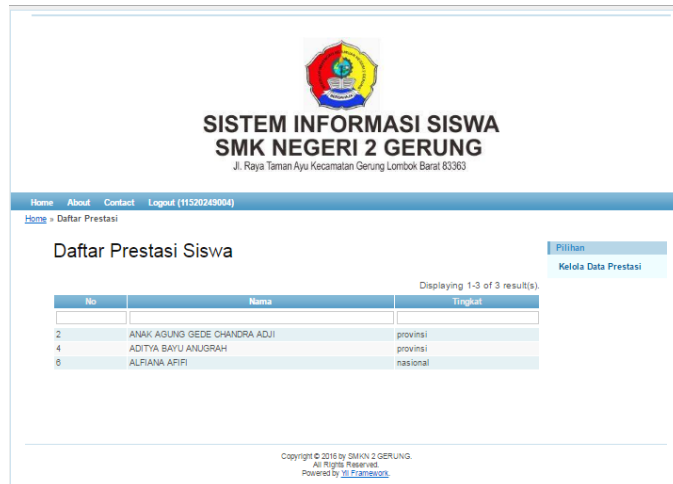 SISTEM INFORMASI SISWA
SMK NEGERI 2 GERUNG
Jl. Raya Taman Ayu Kecamatan Gerung Lombok Barat 83363
Home About Contact Logout (11520249004)
Home » Daftar Prestasi
Daftar Prestasi Siswa
Pilihan
Kelola Data Prestasi
Displaying 1-3 of 3 result(s).
No Nama Tingkat
2 ANAK AGUNG GEDE CHANDRA ADJI provinsi
4 ADITYA BAYU ANUGRAH provinsi
6 ALFIANA AFIFI nasional
Copyright © 2016 by SMKN 2 GERUNG.
All Rights Reserved.
Powered by Yii Framework.